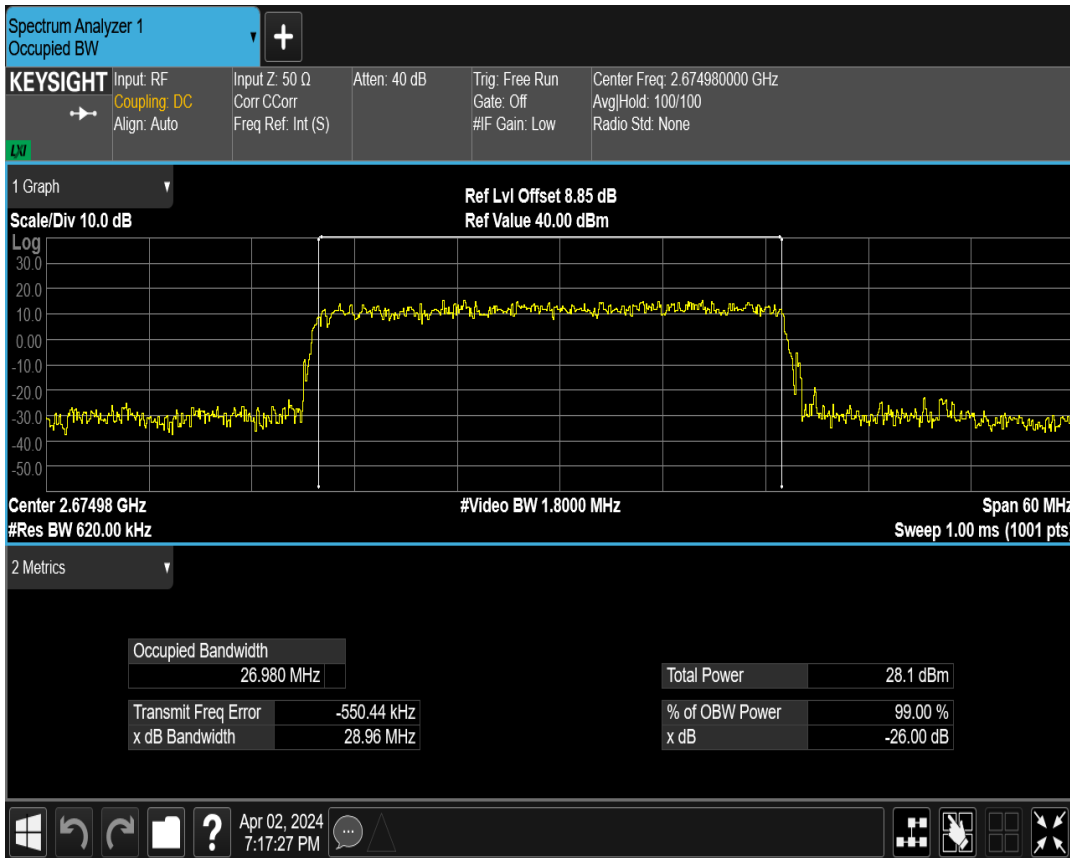 Spectrum Analyzer 1
Occupied BW
+
KEYSIGHT
LXI
Input: RF
Coupling: DC
Align: Auto
Input Z: 50 Ω
Corr CCorr
Freq Ref: Int (S)
Atten: 40 dB
Trig: Free Run
Gate: Off
#IF Gain: Low
Center Freq: 2.674980000 GHz
Avg|Hold: 100/100
Radio Std: None
1 Graph
Scale/Div 10.0 dB
Ref Lvl Offset 8.85 dB
Ref Value 40.00 dBm
Log
30.0
20.0
10.0
0.00
-10.0
-20.0
-30.0
-40.0
-50.0
Center 2.67498 GHz
#Video BW 1.8000 MHz
Span 60 MHz
#Res BW 620.00 kHz
Sweep 1.00 ms (1001 pts)
2 Metrics
Occupied Bandwidth
26.980 MHz
Total Power 28.1 dBm
Transmit Freq Error -550.44 kHz
% of OBW Power 99.00 %
x dB Bandwidth 28.96 MHz
x dB -26.00 dB
?
Apr 02, 2024
7:17:27 PM